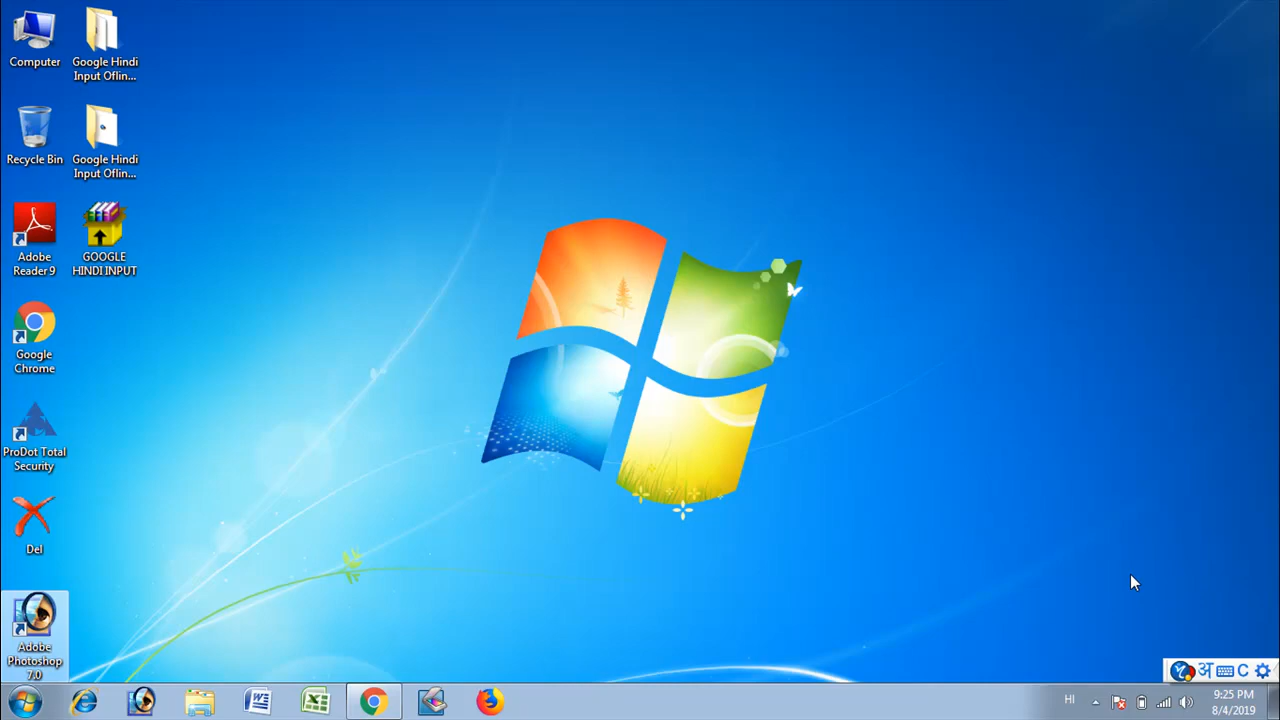 Computer
Google Hindi
Input Oflin...
Recycle Bin
Google Hindi
Input Oflin...
Adobe
Reader 9
GOOGLE
HINDI INPUT
Google
Chrome
ProDot Total
Security
Del
Adobe
Photoshop
7.0
अ
HI
9:25 PM
8/4/2019